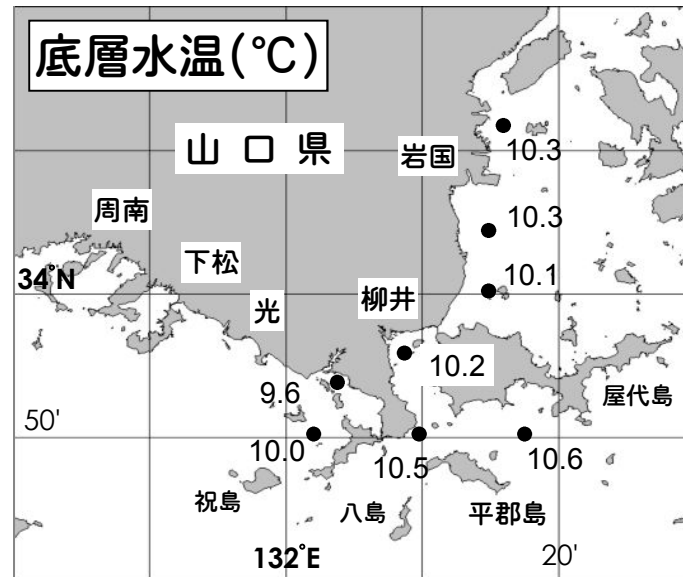 底層水温(℃)
山口県
岩国
10.3
周南
10.3
下松
34°N
10.1
光
柳井
10.2
9.6
屋代島
50'
10.0
10.5
10.6
祝島
八島
平郡島
132°E
20'